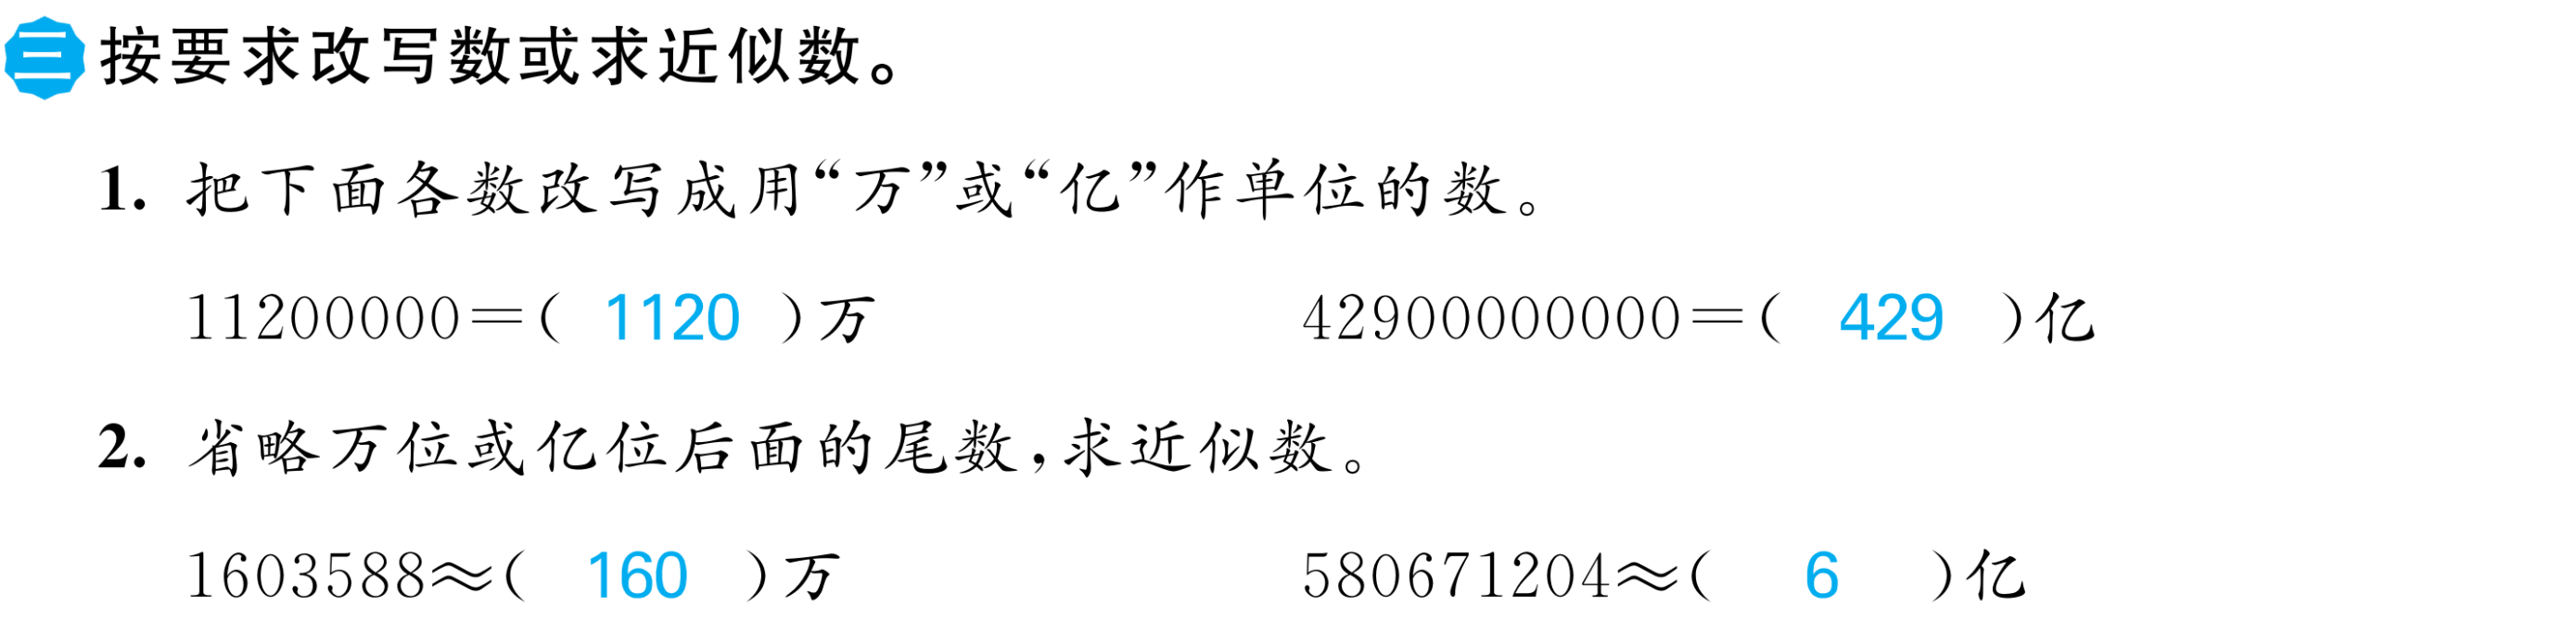 三 按要求改写数或求近似数。
1. 把下面各数改写成用“万”或“亿”作单位的数。
11200000=( 1120 )万 42900000000=( 429 )亿
2. 省略万位或亿位后面的尾数,求近似数。
1603588≈( 160 )万 580671204≈( 6 )亿